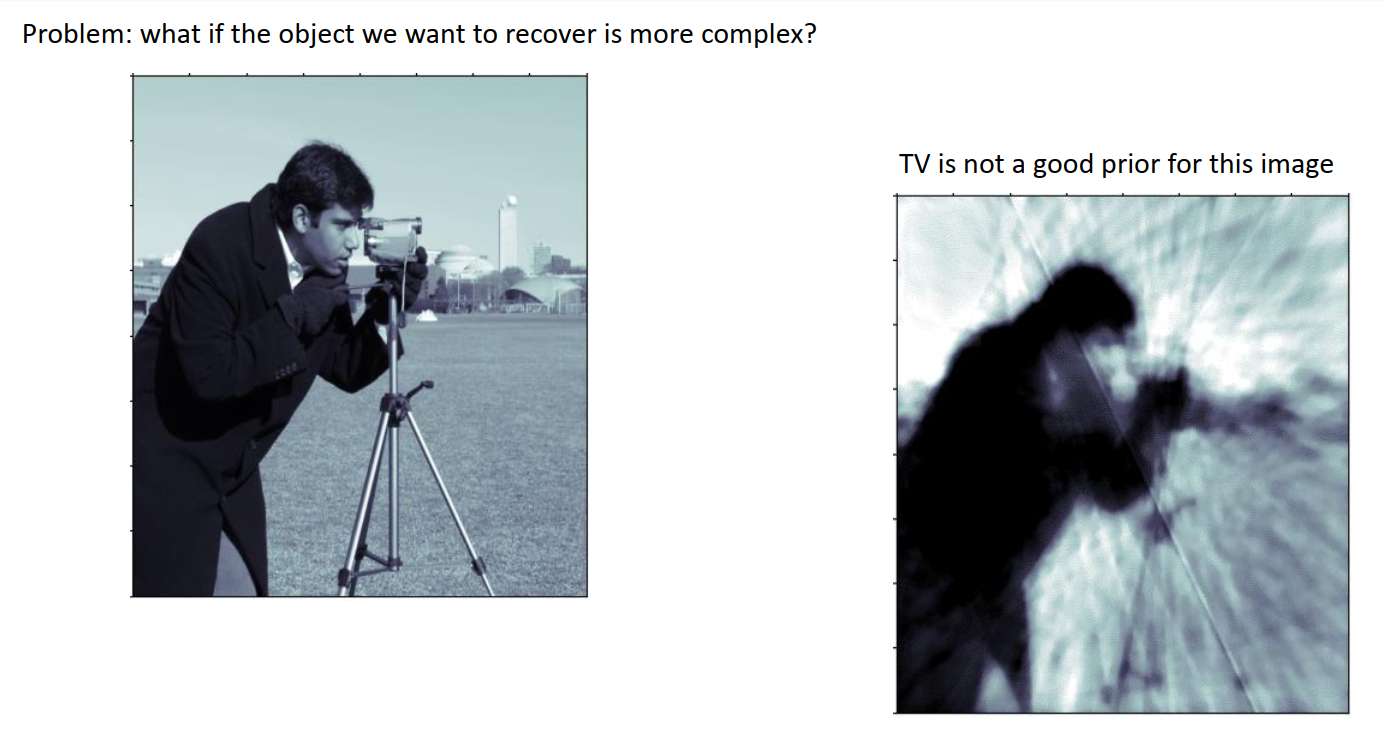 Problem: what if the object we want to recover is more complex?
TV is not a good prior for this image